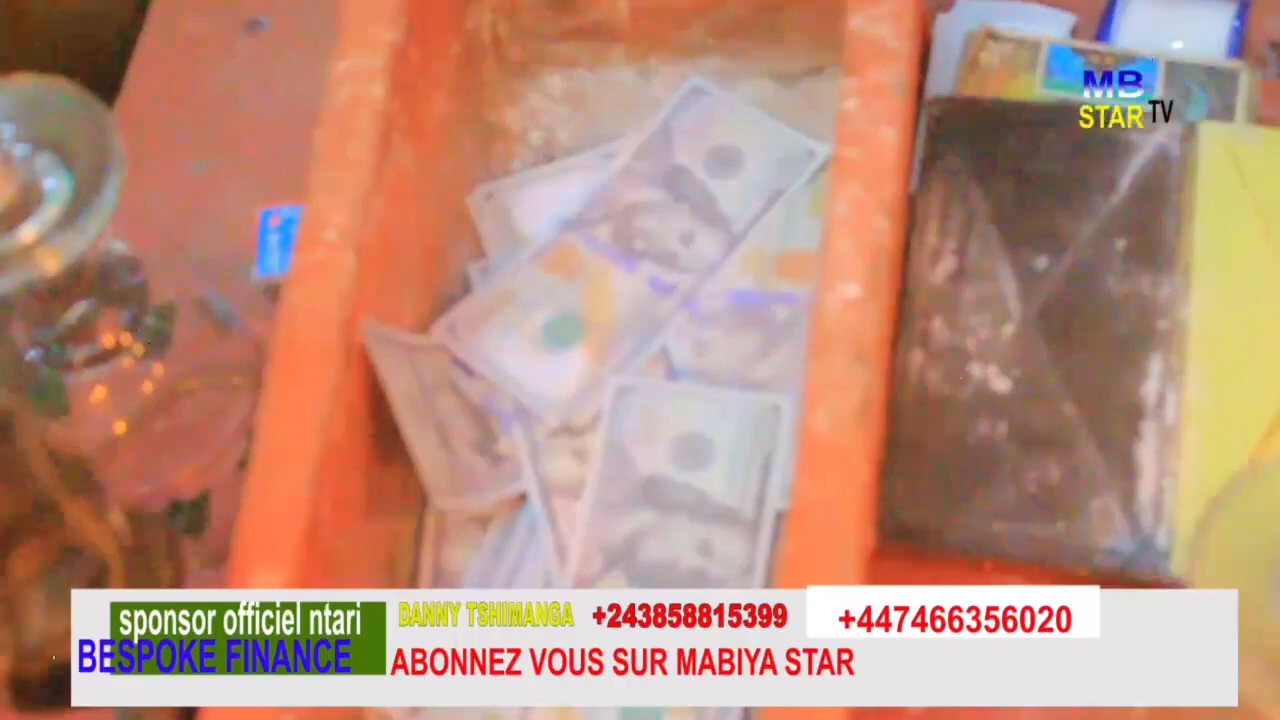 MB
STAR TV
sponsor officiel ntari
BESPOKE FINANCE
DANNY TSHIMANGA +243858815399 +447466356020
ABONNEZ VOUS SUR MABIYA STAR